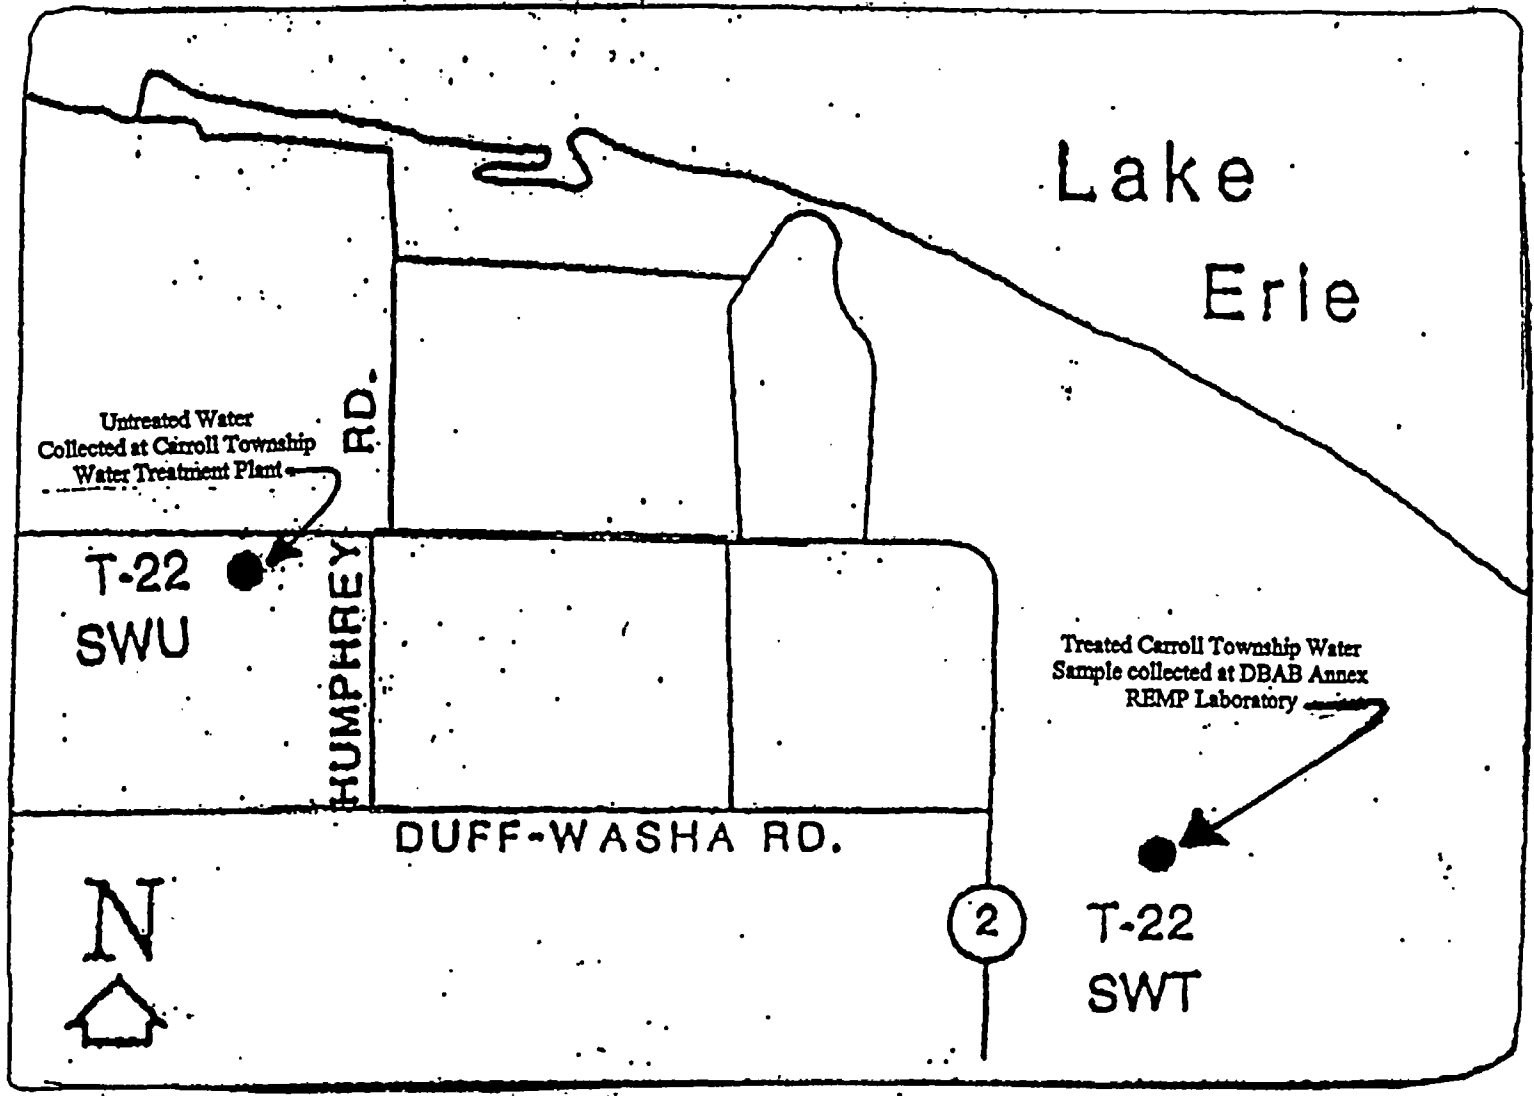 Lake
Erie
RD.
Untreated Water
Collected at Carroll Township
Water Treatment Plant
T-22
SWU
HUMPHREY
Treated Carroll Township Water
Sample collected at DBAB Annex
REMP Laboratory
DUFF-WASHA RD.
N
2
T-22
SWT